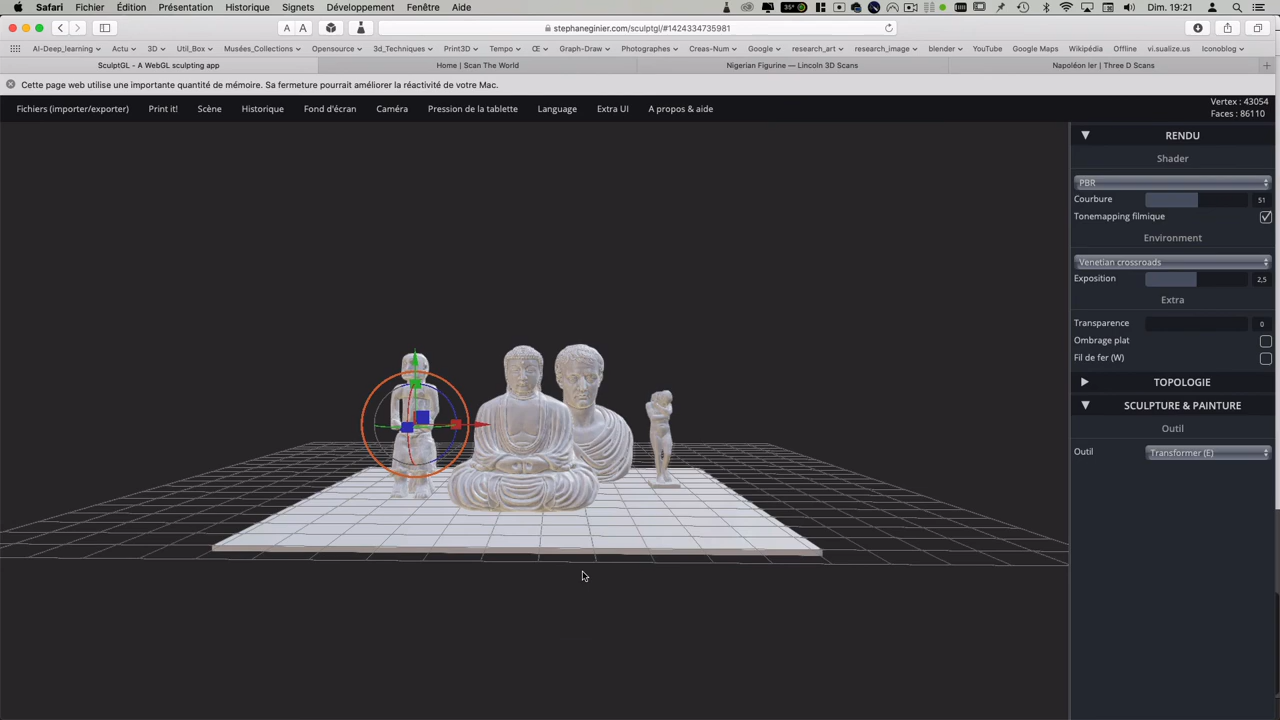 Safari Fichier Édition Présentation Historique Signets Développement Fenêtre Aide 35° Dim 19:21
A A stephaneginier.com/sculptgl/#1424334735981
AI-Deep_learning Actu 3D Util_Box Musées_Collections Opensource 3d_Techniques Print3D Tempo Œ Graph-Draw Photographes Creas-Num Google research_art research_image blender YouTube Google Maps Wikipédia Offline vi.sualize.us Iconoblog
SculptGL - A WebGL sculpting app Home | Scan The World Nigerian Figurine — Lincoln 3D Scans Napoléon Ier | Three D Scans
Cette page web utilise une importante quantité de mémoire. Sa fermeture pourrait améliorer la réactivité de votre Mac.
Fichiers (importer/exporter) Print it! Scène Historique Fond d'écran Caméra Pression de la tablette Language Extra UI A propos & aide
Vertex : 43054
Faces : 86110
RENDU
Shader
PBR
Courbure 51
Tonemapping filmique
Environment
Venetian crossroads
Exposition 2,5
Extra
Transparence 0
Ombrage plat
Fil de fer (W)
TOPOLOGIE
SCULPTURE & PAINTURE
Outil
Outil Transformer (E)